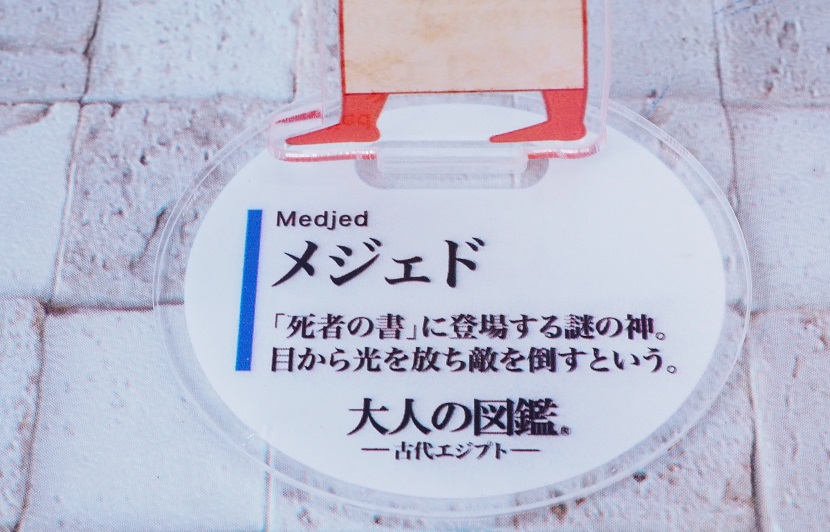 Medjed
メジェド
「死者の書」に登場する謎の神。
目から光を放ち敵を倒すという。
大人の図鑑®
―古代エジプト―